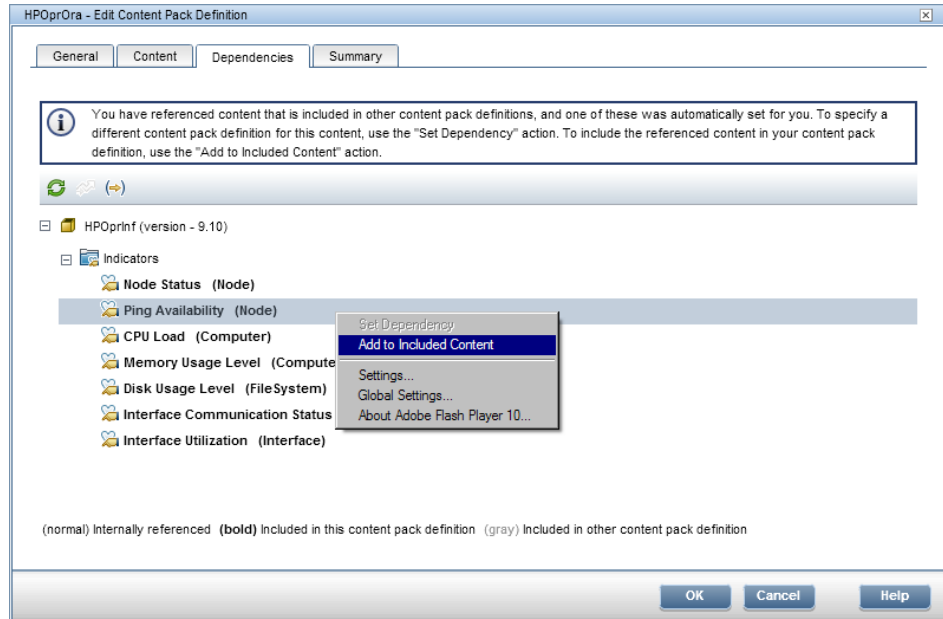 HPOprOra - Edit Content Pack Definition
General Content Dependencies Summary
You have referenced content that is included in other content pack definitions, and one of these was automatically set for you. To specify a
different content pack definition for this content, use the "Set Dependency" action. To include the referenced content in your content pack
definition, use the "Add to Included Content" action.
HPOprInf (version - 9.10)
Indicators
Node Status (Node)
Ping Availability (Node)
Set Dependency
CPU Load (Computer)
Add to Included Content
Memory Usage Level (Compute
Settings...
Disk Usage Level (FileSystem)
Global Settings...
Interface Communication Status
About Adobe Flash Player 10...
Interface Utilization (Interface)
(normal) Internally referenced (bold) Included in this content pack definition (gray) Included in other content pack definition
OK Cancel Help